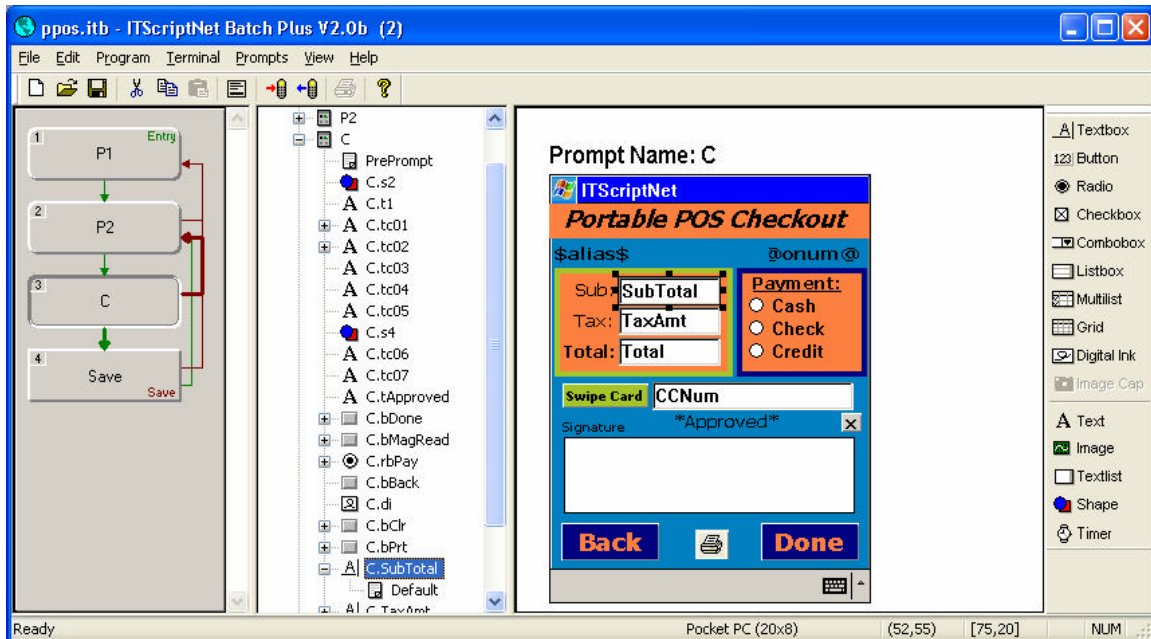 ppos.itb - ITScriptNet Batch Plus V2.0b (2)
File Edit Program Terminal Prompts View Help
1 Entry
P1
2
P2
3
C
4
Save
Save
P2
C
PrePrompt
C.s2
A C.t1
A C.tc01
A C.tc02
A C.tc03
A C.tc04
A C.tc05
C.s4
A C.tc06
A C.tc07
A C.tApproved
C.bDone
C.bMagRead
C.rbPay
C.bBack
C.di
C.bClr
C.bPrt
A C.SubTotal
Default
A C.TaxAmt
Prompt Name: C
ITScriptNet
Portable POS Checkout
$alias$ @onum@
Sub: SubTotal
Tax: TaxAmt
Total: Total
Payment:
Cash
Check
Credit
Swipe Card CCNum
Signature *Approved* X
Back Done
A Textbox
123 Button
Radio
Checkbox
Combobox
Listbox
Multilist
Grid
Digital Ink
Image Cap
A Text
Image
Textlist
Shape
Timer
Ready Pocket PC (20x8) (52,55) [75,20] NUM